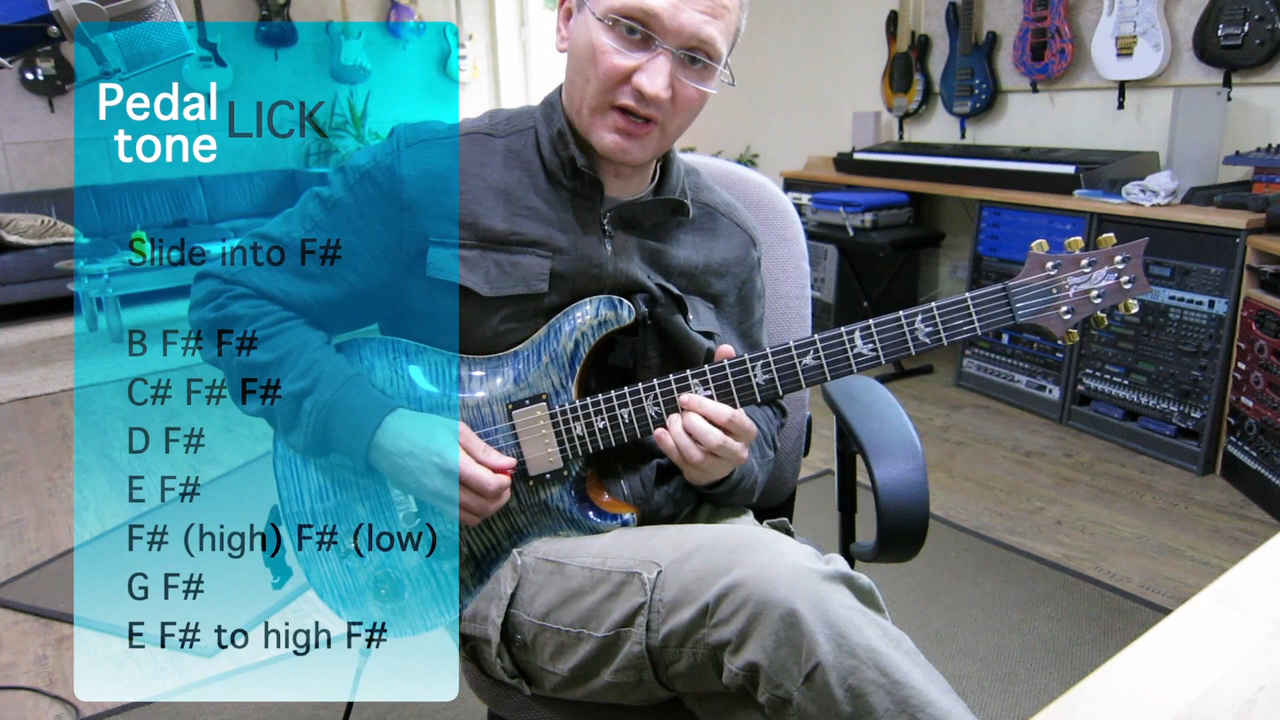 Pedal
tone LICK
Slide into F#
B F# F#
C# F# F#
D F#
E F#
F# (high) F# (low)
G F#
E F# to high F#